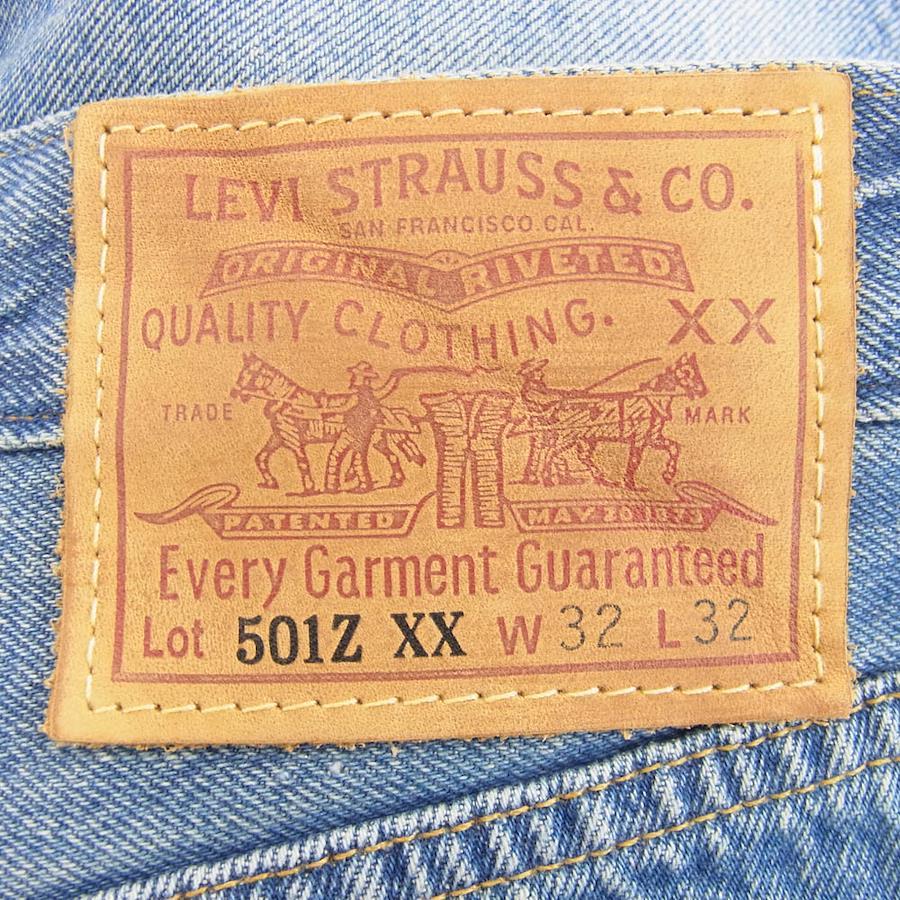 LEVI STRAUSS & CO.
SAN FRANCISCO.CAL.
ORIGINAL RIVETED
QUALITY CLOTHING. XX
TRADE MARK
PATENTED MAY 20 1873
Every Garment Guaranteed
Lot 501Z XX W 32 L 32